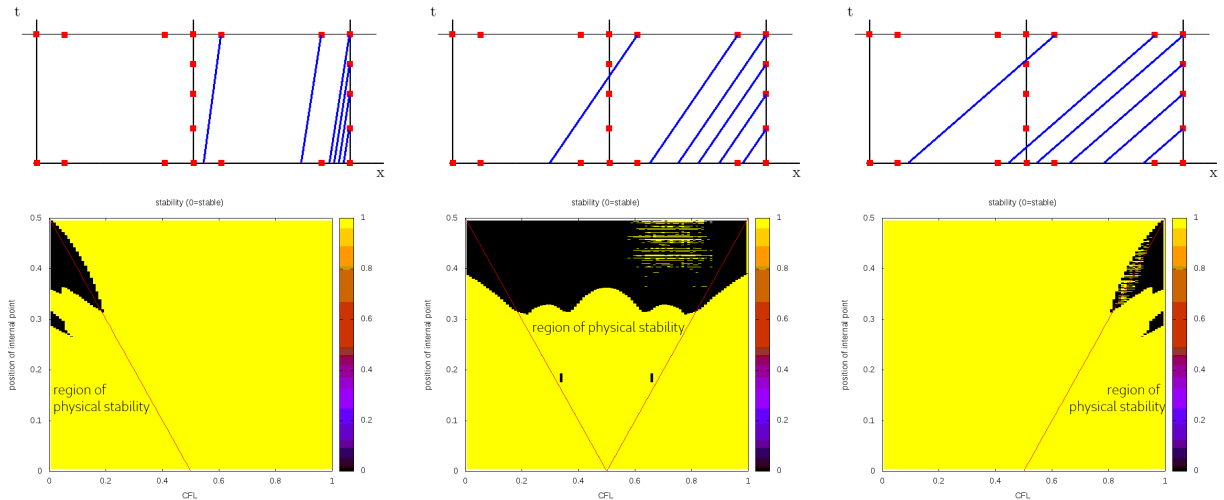 t
x
t
x
t
x
stability (0=stable)
0.5
0.4
0.3
0.2
0.1
0
position of internal point
region of
physical stability
0
0.2
0.4
0.6
0.8
1
CFL
1
0.8
0.6
0.4
0.2
0
stability (0=stable)
0.5
0.4
0.3
0.2
0.1
0
position of internal point
region of physical stability
0
0.2
0.4
0.6
0.8
1
CFL
1
0.8
0.6
0.4
0.2
0
stability (0=stable)
0.5
0.4
0.3
0.2
0.1
0
position of internal point
region of
physical stability
0
0.2
0.4
0.6
0.8
1
CFL
1
0.8
0.6
0.4
0.2
0